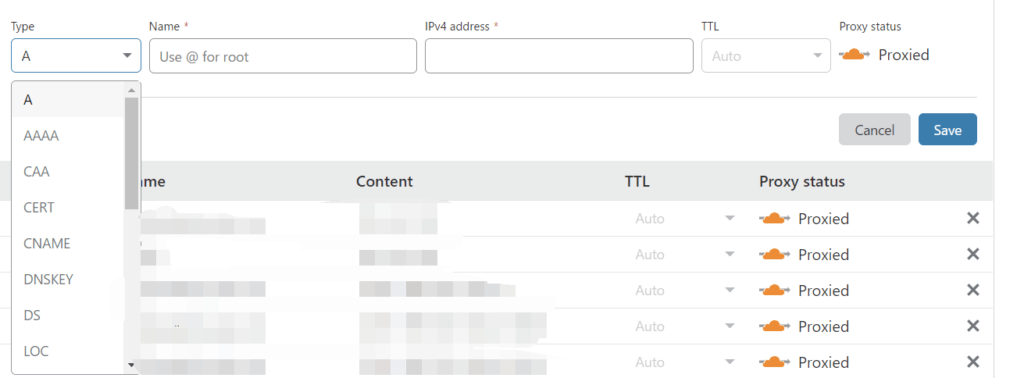 Type Name * IPv4 address * TTL Proxy status
A Use @ for root Auto Proxied
A
AAAA
Cancel Save
CAA
ame Content TTL Proxy status
CERT
Auto Proxied
CNAME
Auto Proxied
DNSKEY
Auto Proxied
DS
Auto Proxied
LOC
Auto Proxied